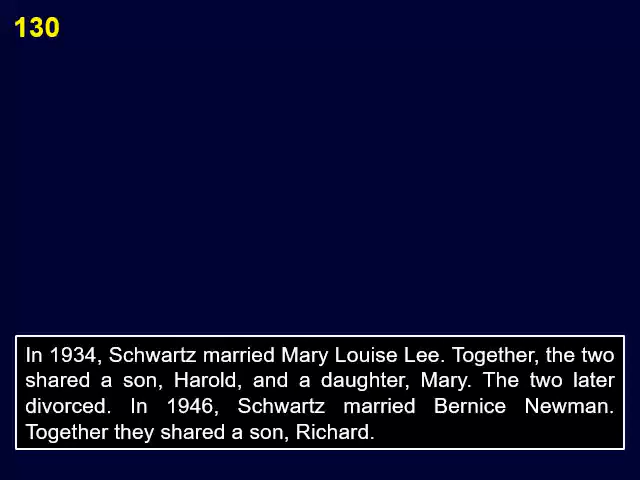 130
In 1934, Schwartz married Mary Louise Lee. Together, the two
shared a son, Harold, and a daughter, Mary. The two later
divorced. In 1946, Schwartz married Bernice Newman.
Together they shared a son, Richard.